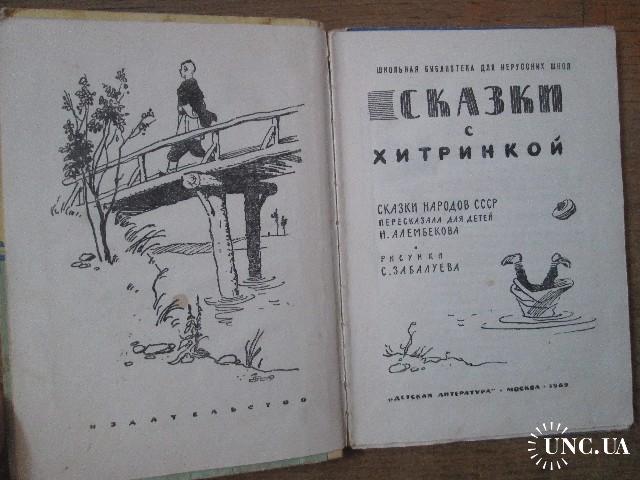 ИЗДАТЕЛЬСТВО
ШКОЛЬНАЯ БИБЛИОТЕКА ДЛЯ НЕРУССКИХ ШКОЛ
СКАЗКИ
С
ХИТРИНКОЙ
СКАЗКИ НАРОДОВ СССР
ПЕРЕСКАЗАЛА ДЛЯ ДЕТЕЙ
Н. АЛЕМБЕКОВА
РИСУНКИ
С. ЗАБАЛУЕВА
„ДЕТСКАЯ ЛИТЕРАТУРА" · МОСКВА · 1969
UNC.UA